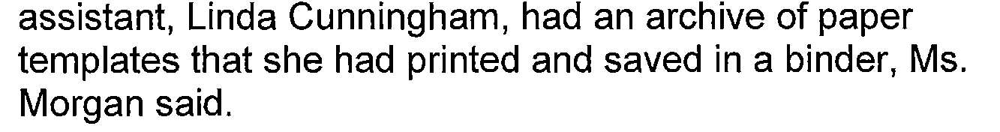 assistant, Linda Cunningham, had an archive of paper
templates that she had printed and saved in a binder, Ms.
Morgan said.